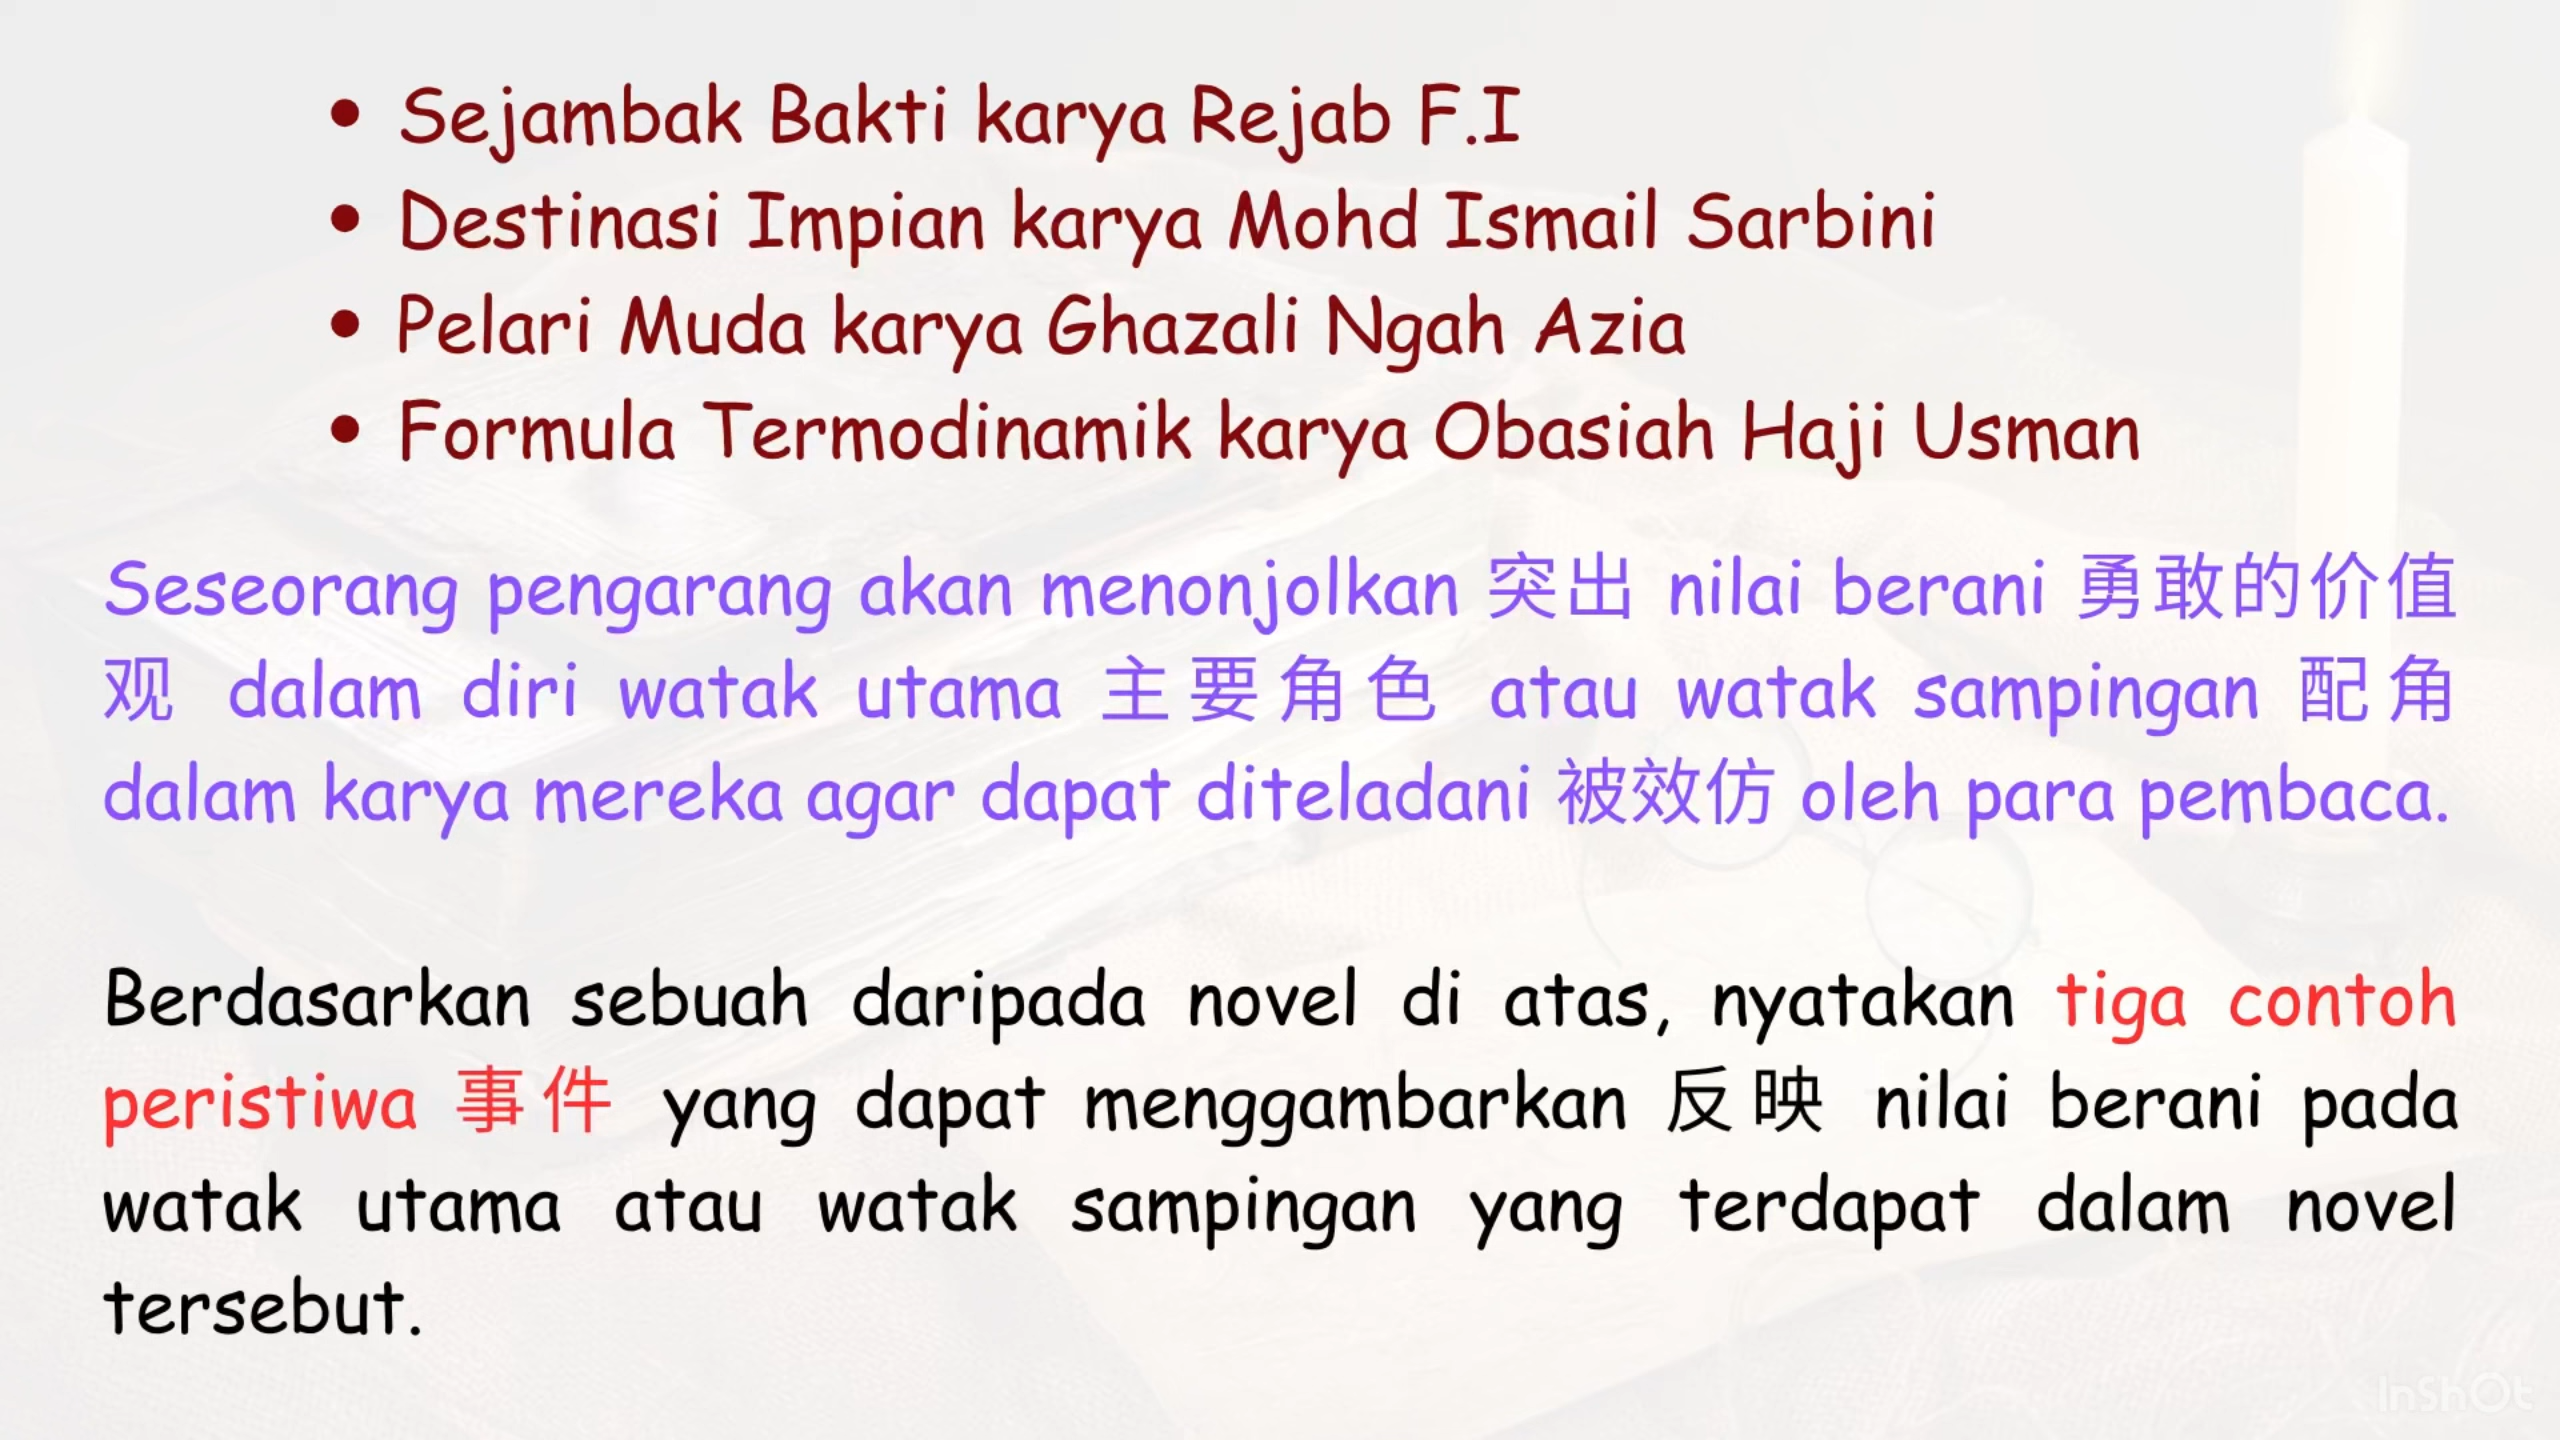 • Sejambak Bakti karya Rejab F.I
• Destinasi Impian karya Mohd Ismail Sarbini
• Pelari Muda karya Ghazali Ngah Azia
• Formula Termodinamik karya Obasiah Haji Usman
Seseorang pengarang akan menonjolkan 突出 nilai berani 勇敢的价值
观 dalam diri watak utama 主要角色 atau watak sampingan 配角
dalam karya mereka agar dapat diteladani 被效仿 oleh para pembaca.
Berdasarkan sebuah daripada novel di atas, nyatakan tiga contoh
peristiwa 事件 yang dapat menggambarkan 反映 nilai berani pada
watak utama atau watak sampingan yang terdapat dalam novel
tersebut.
InShOt